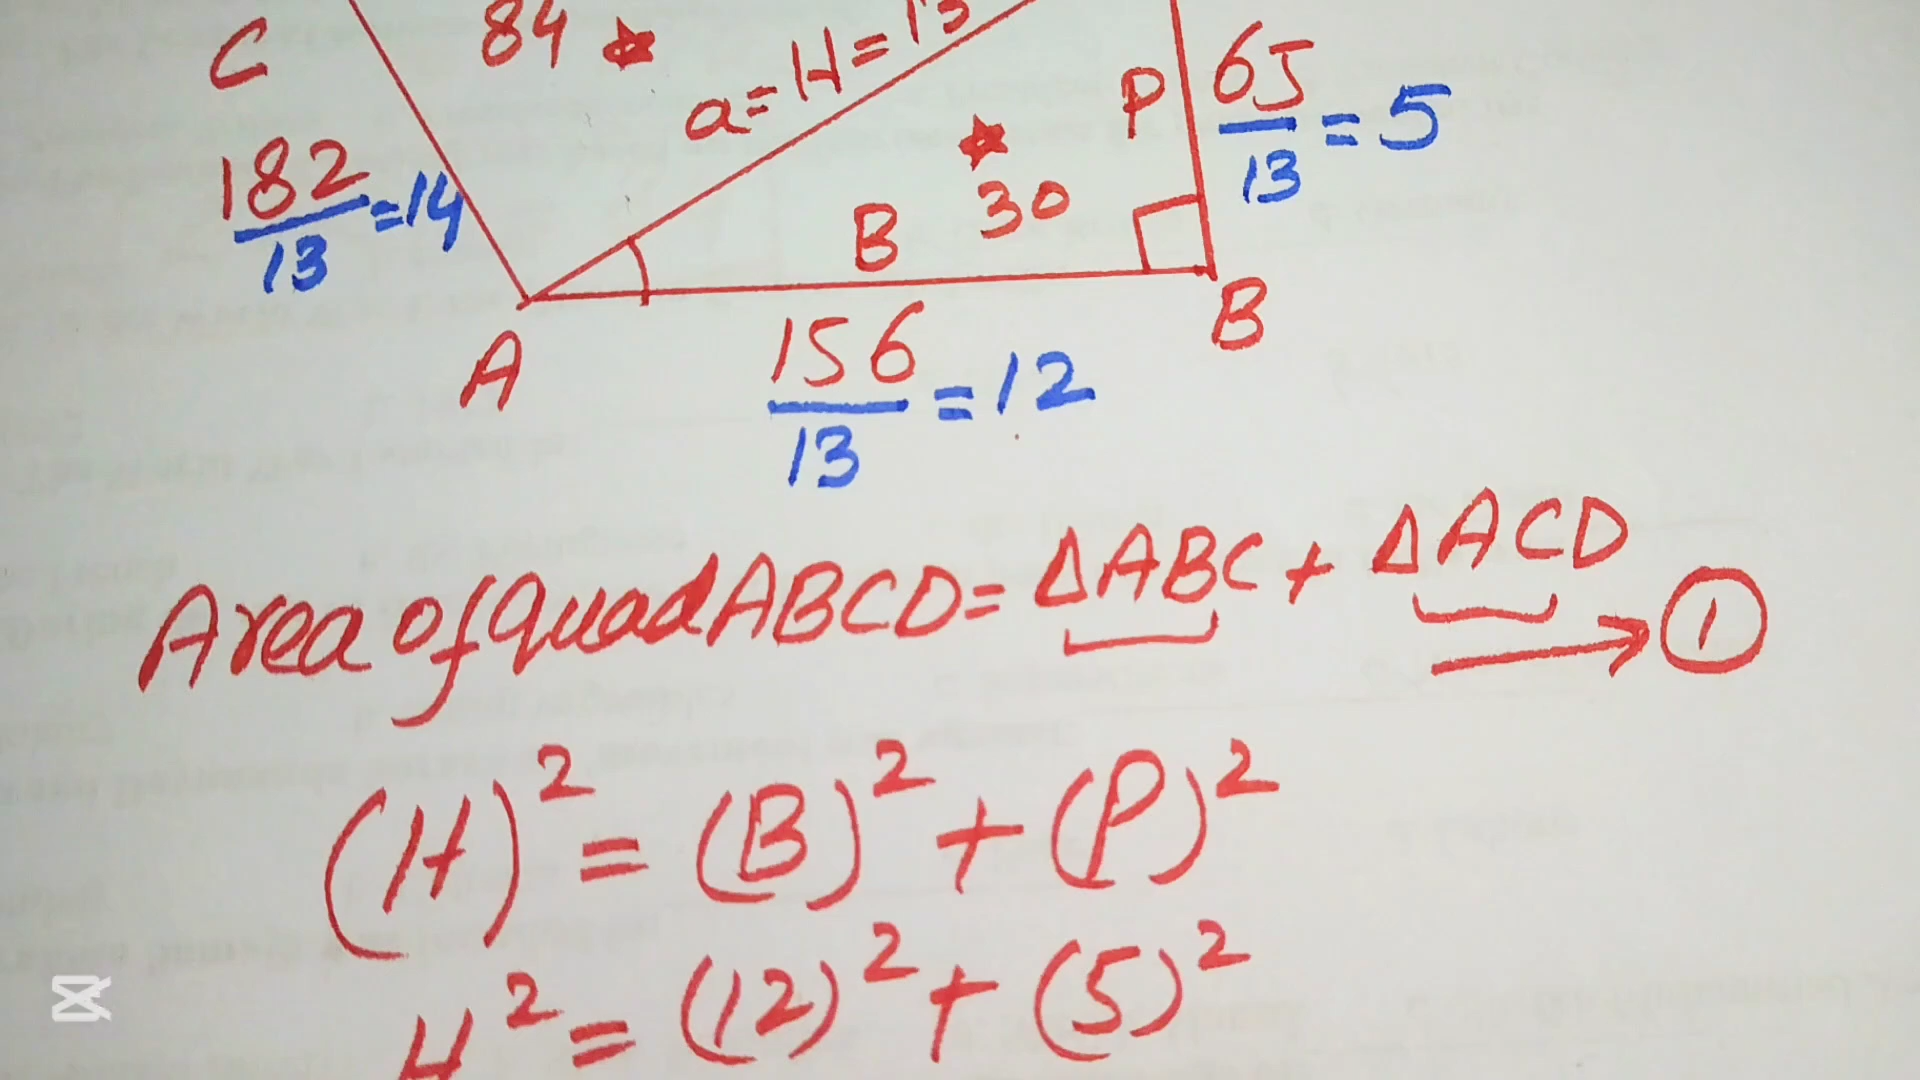 C 84 a=H=13 P 65/13 = 5
182/13 = 14 B 30
A B
156/13 = 12
Area of quad ABCD = ΔABC + ΔACD → 1
(H)² = (B)² + (P)²
H² = (12)² + (5)²